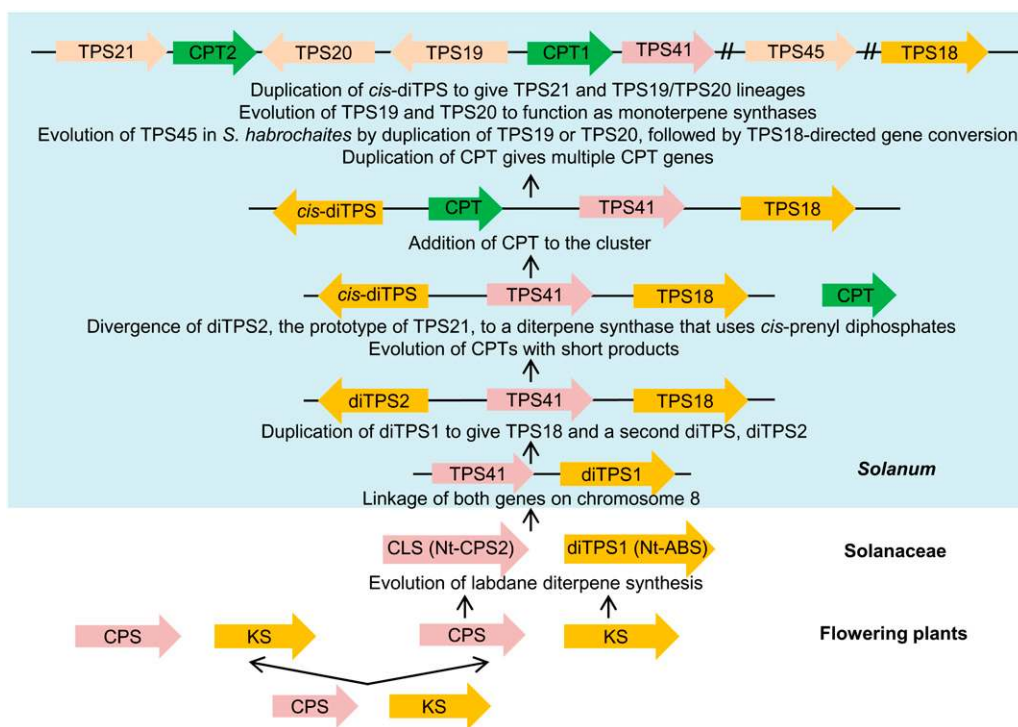 TPS21 CPT2 TPS20 TPS19 CPT1 TPS41 // TPS45 // TPS18
Duplication of cis-diTPS to give TPS21 and TPS19/TPS20 lineages
Evolution of TPS19 and TPS20 to function as monoterpene synthases
Evolution of TPS45 in S. habrochaites by duplication of TPS19 or TPS20, followed by TPS18-directed gene conversion
Duplication of CPT gives multiple CPT genes
cis-diTPS CPT TPS41 TPS18
Addition of CPT to the cluster
cis-diTPS TPS41 TPS18 CPT
Divergence of diTPS2, the prototype of TPS21, to a diterpene synthase that uses cis-prenyl diphosphates
Evolution of CPTs with short products
diTPS2 TPS41 TPS18
Duplication of diTPS1 to give TPS18 and a second diTPS, diTPS2
TPS41 diTPS1 Solanum
Linkage of both genes on chromosome 8
CLS (Nt-CPS2) diTPS1 (Nt-ABS) Solanaceae
Evolution of labdane diterpene synthesis
CPS KS CPS KS Flowering plants
CPS KS